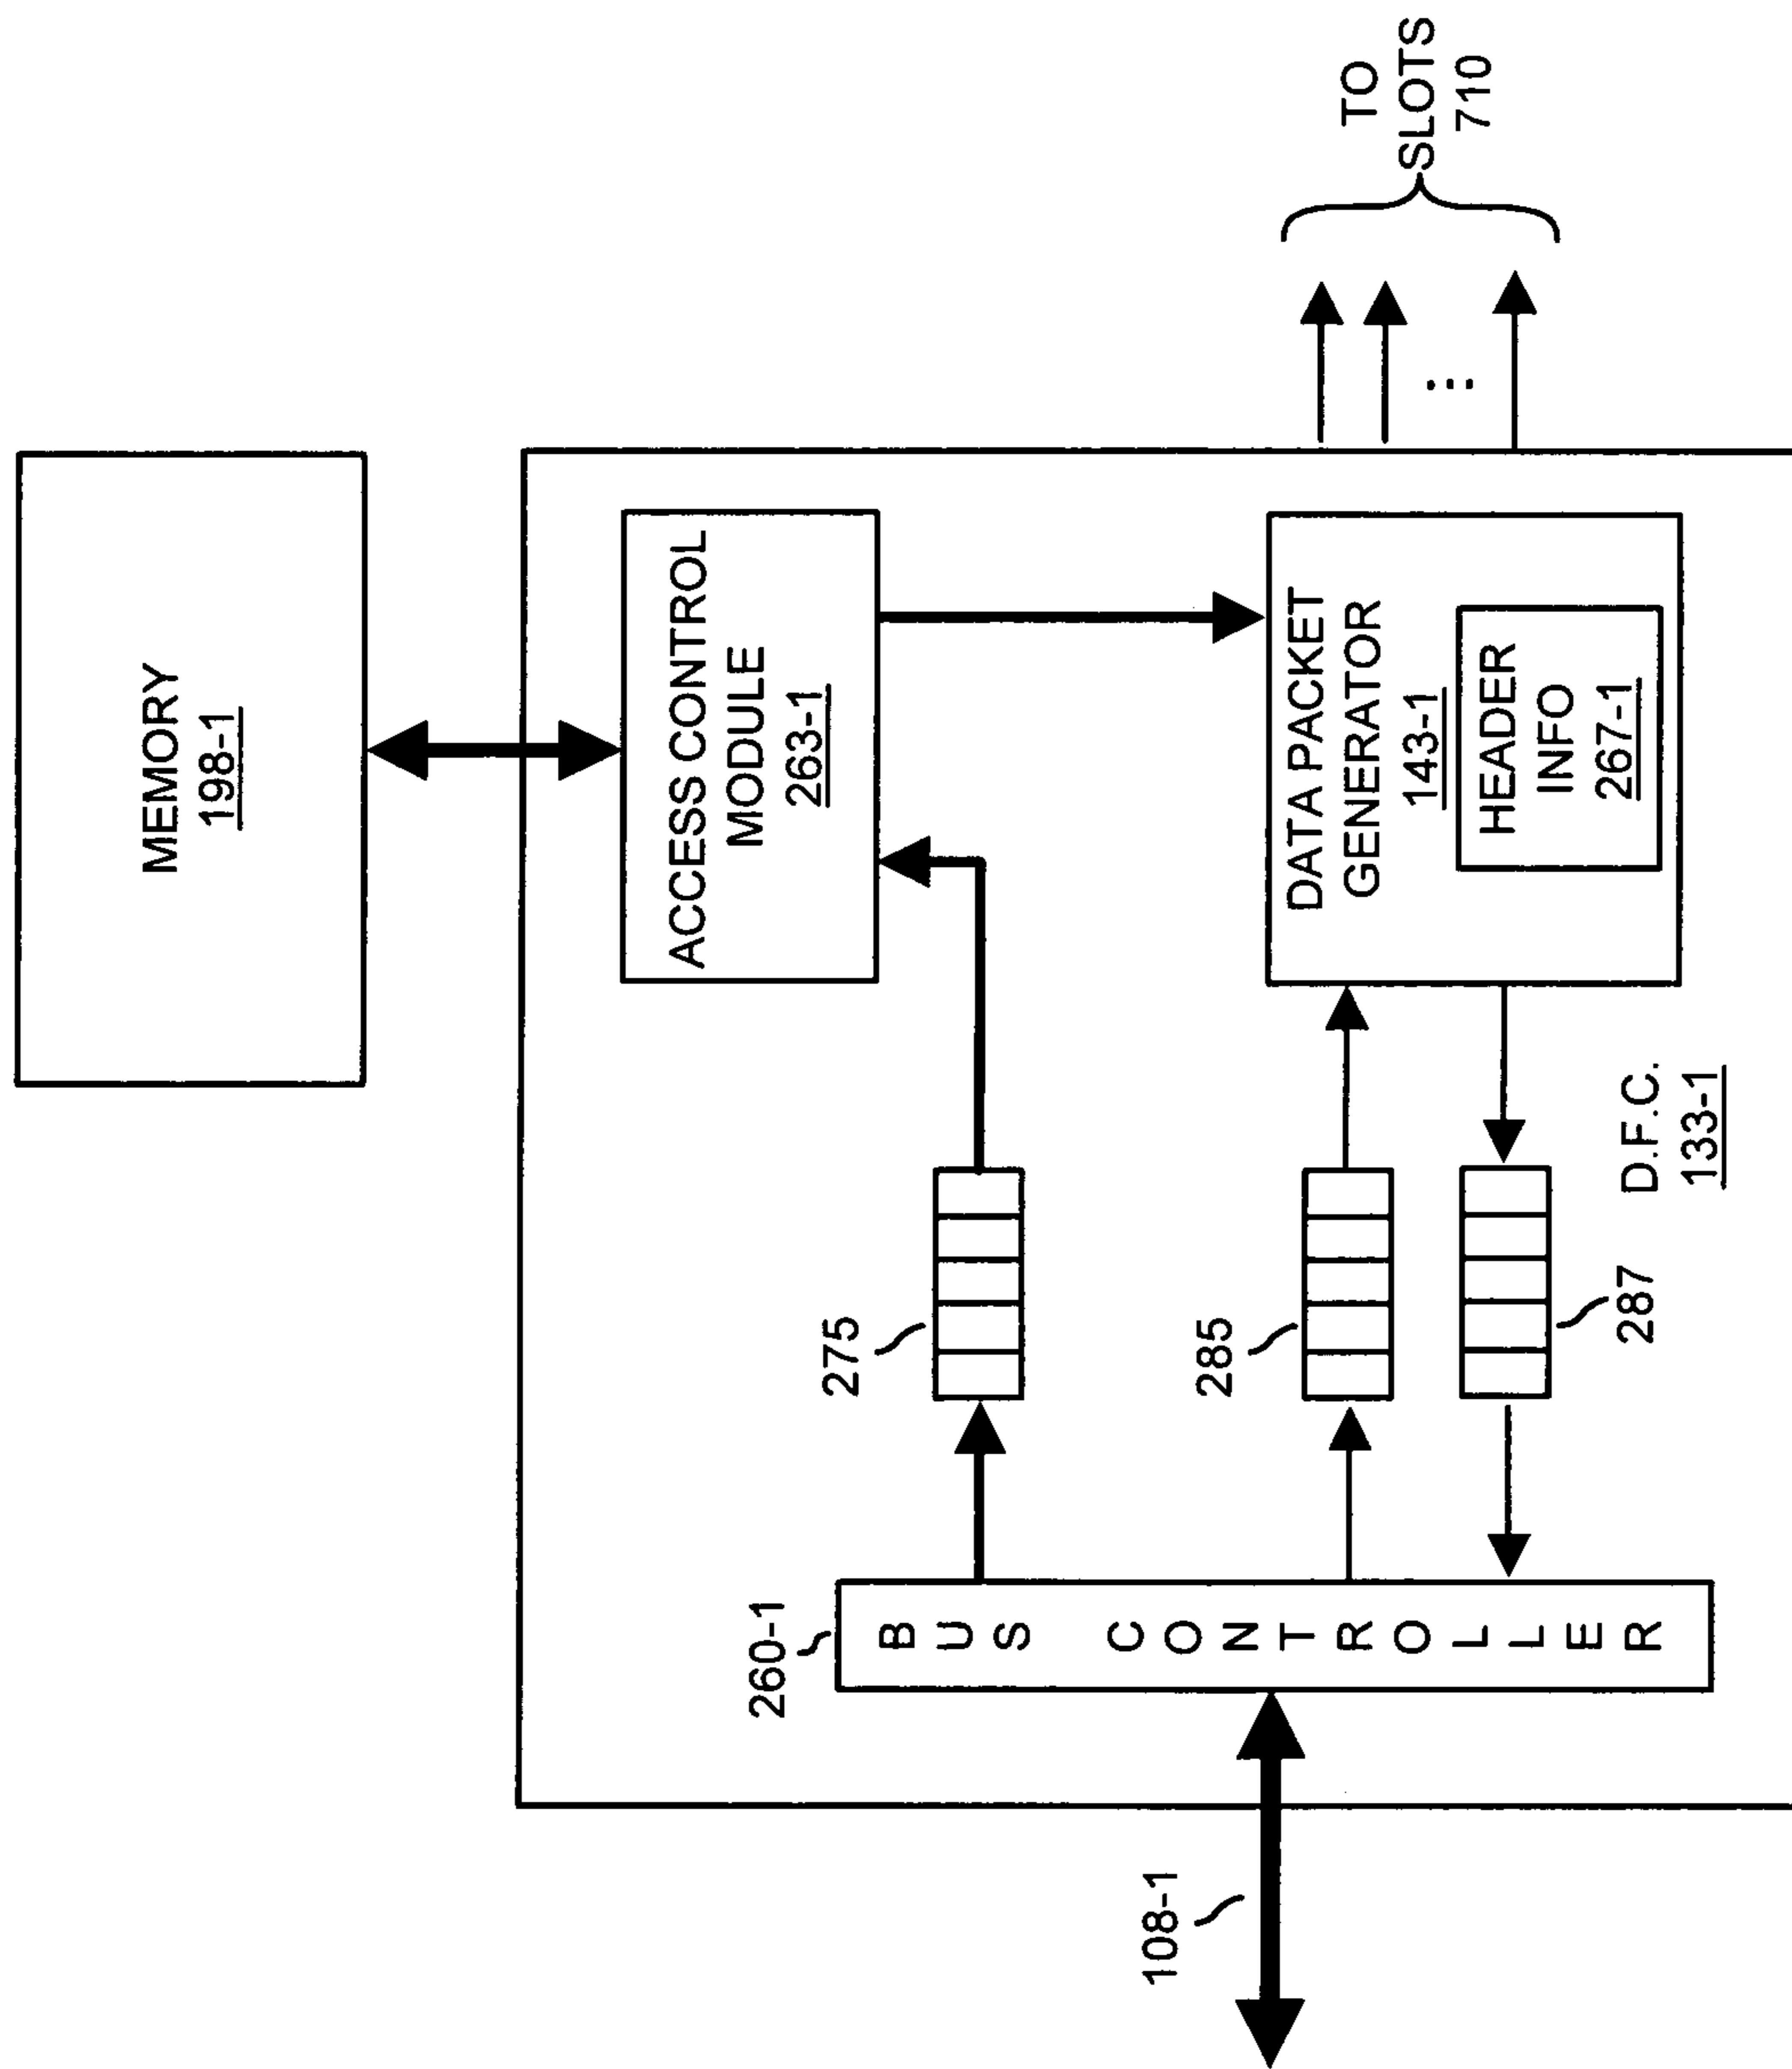 MEMORY
198-1
ACCESS CONTROL
MODULE
263-1
275
260-1
BUS CONTROLLER
108-1
285
287
DATA PACKET
GENERATOR
143-1
HEADER
INFO
267-1
D.F.C.
133-1
TO
SLOTS
710